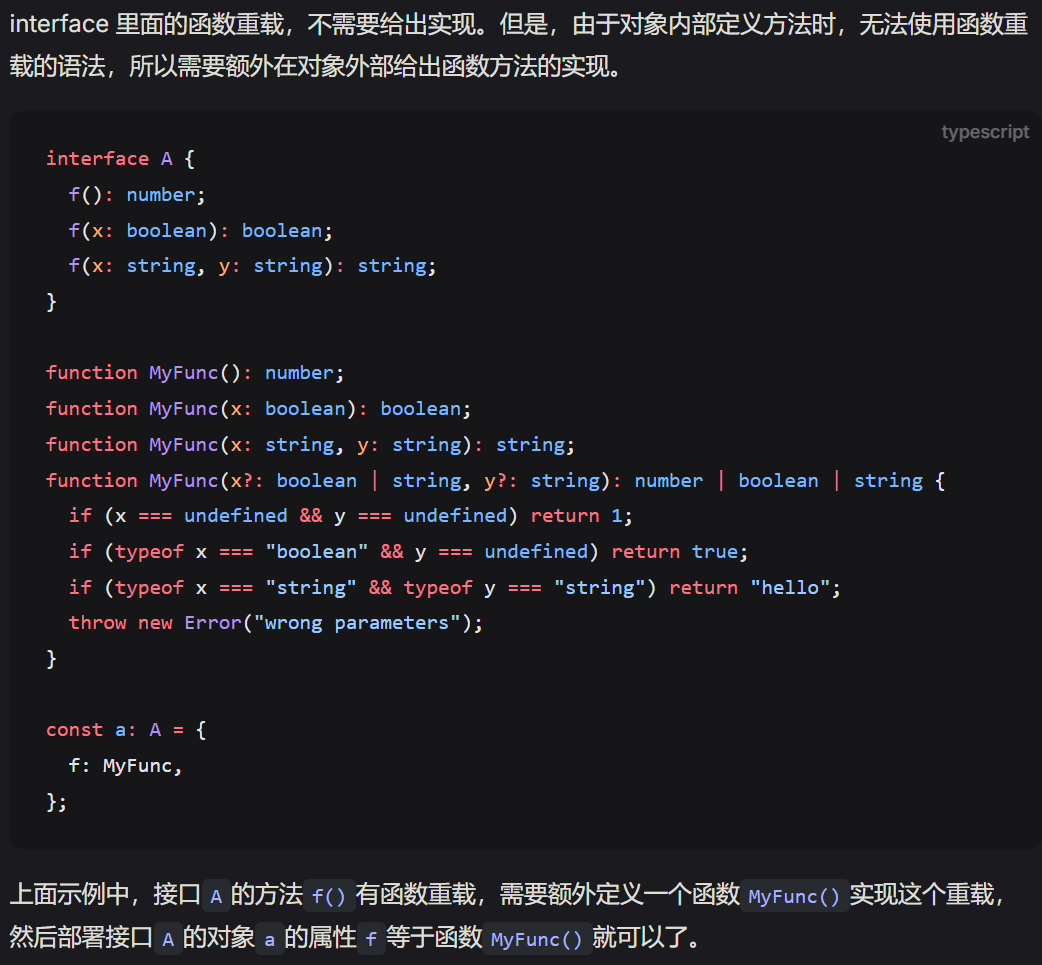 interface 里面的函数重载，不需要给出实现。但是，由于对象内部定义方法时，无法使用函数重
载的语法，所以需要额外在对象外部给出函数方法的实现。
typescript
interface A {
  f(): number;
  f(x: boolean): boolean;
  f(x: string, y: string): string;
}
function MyFunc(): number;
function MyFunc(x: boolean): boolean;
function MyFunc(x: string, y: string): string;
function MyFunc(x?: boolean | string, y?: string): number | boolean | string {
  if (x === undefined && y === undefined) return 1;
  if (typeof x === "boolean" && y === undefined) return true;
  if (typeof x === "string" && typeof y === "string") return "hello";
  throw new Error("wrong parameters");
}
const a: A = {
  f: MyFunc,
};
上面示例中，接口 A 的方法 f() 有函数重载，需要额外定义一个函数 MyFunc() 实现这个重载，
然后部署接口 A 的对象 a 的属性 f 等于函数 MyFunc() 就可以了。